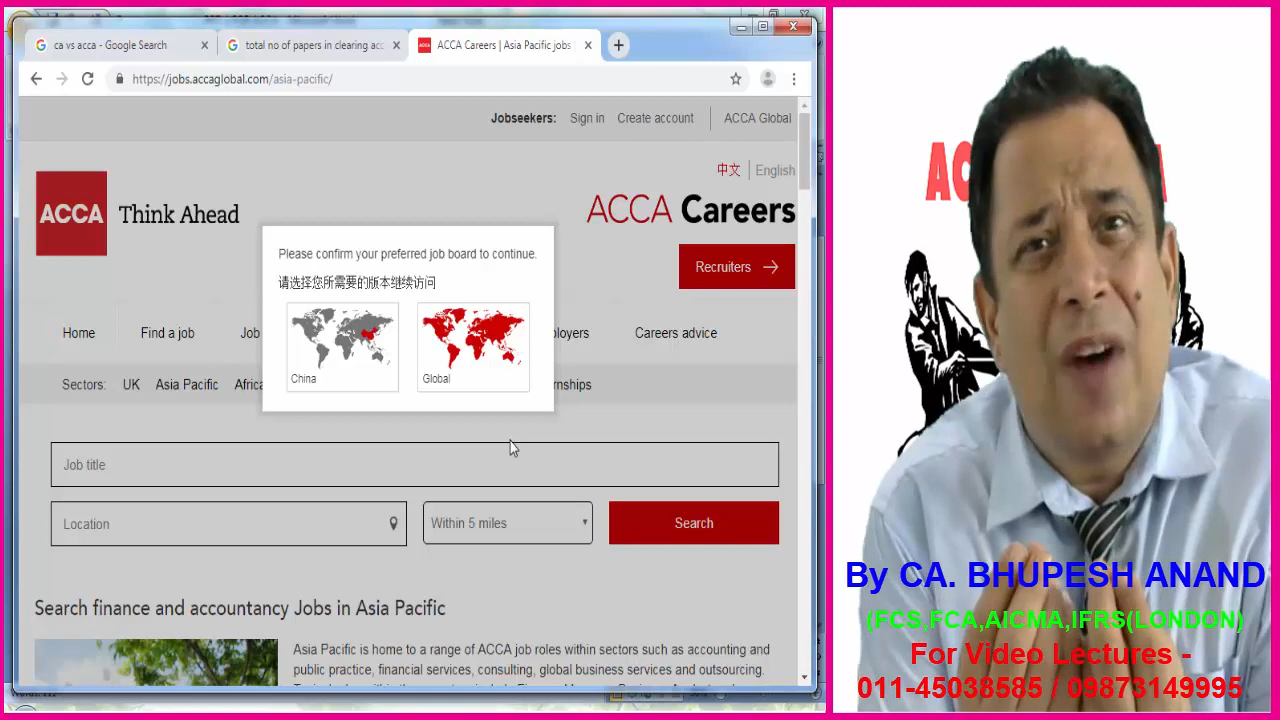 ca vs acca - Google Search
total no of papers in clearing acc
ACCA Careers | Asia Pacific jobs
https://jobs.accaglobal.com/asia-pacific/
Jobseekers: Sign in Create account ACCA Global
中文 English
ACCA Think Ahead
ACCA Careers
Recruiters
Please confirm your preferred job board to continue.
请选择您所需要的版本继续访问
China Global
Home Find a job Job Careers advice
Sectors: UK Asia Pacific
Job title
Location Within 5 miles Search
Search finance and accountancy Jobs in Asia Pacific
Asia Pacific is home to a range of ACCA job roles within sectors such as accounting and
public practice, financial services, consulting, global business services and outsourcing.
By CA. BHUPESH ANAND
(FCS,FCA,AICMA,IFRS(LONDON)
For Video Lectures -
011-45038585 / 09873149995